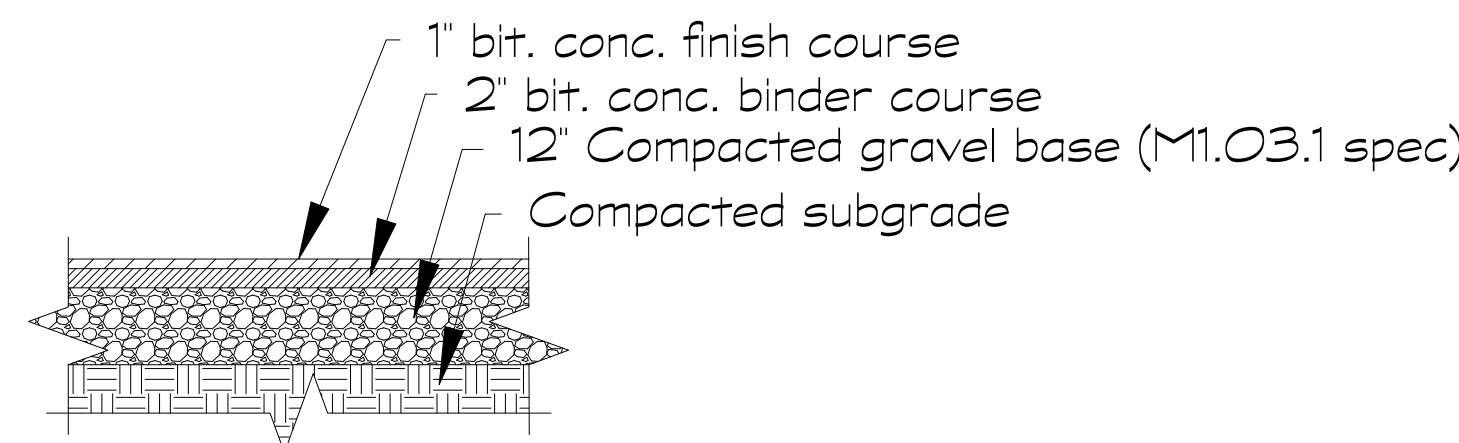 1" bit. conc. finish course
2" bit. conc. binder course
12" Compacted gravel base (M1.03.1 spec)
Compacted subgrade